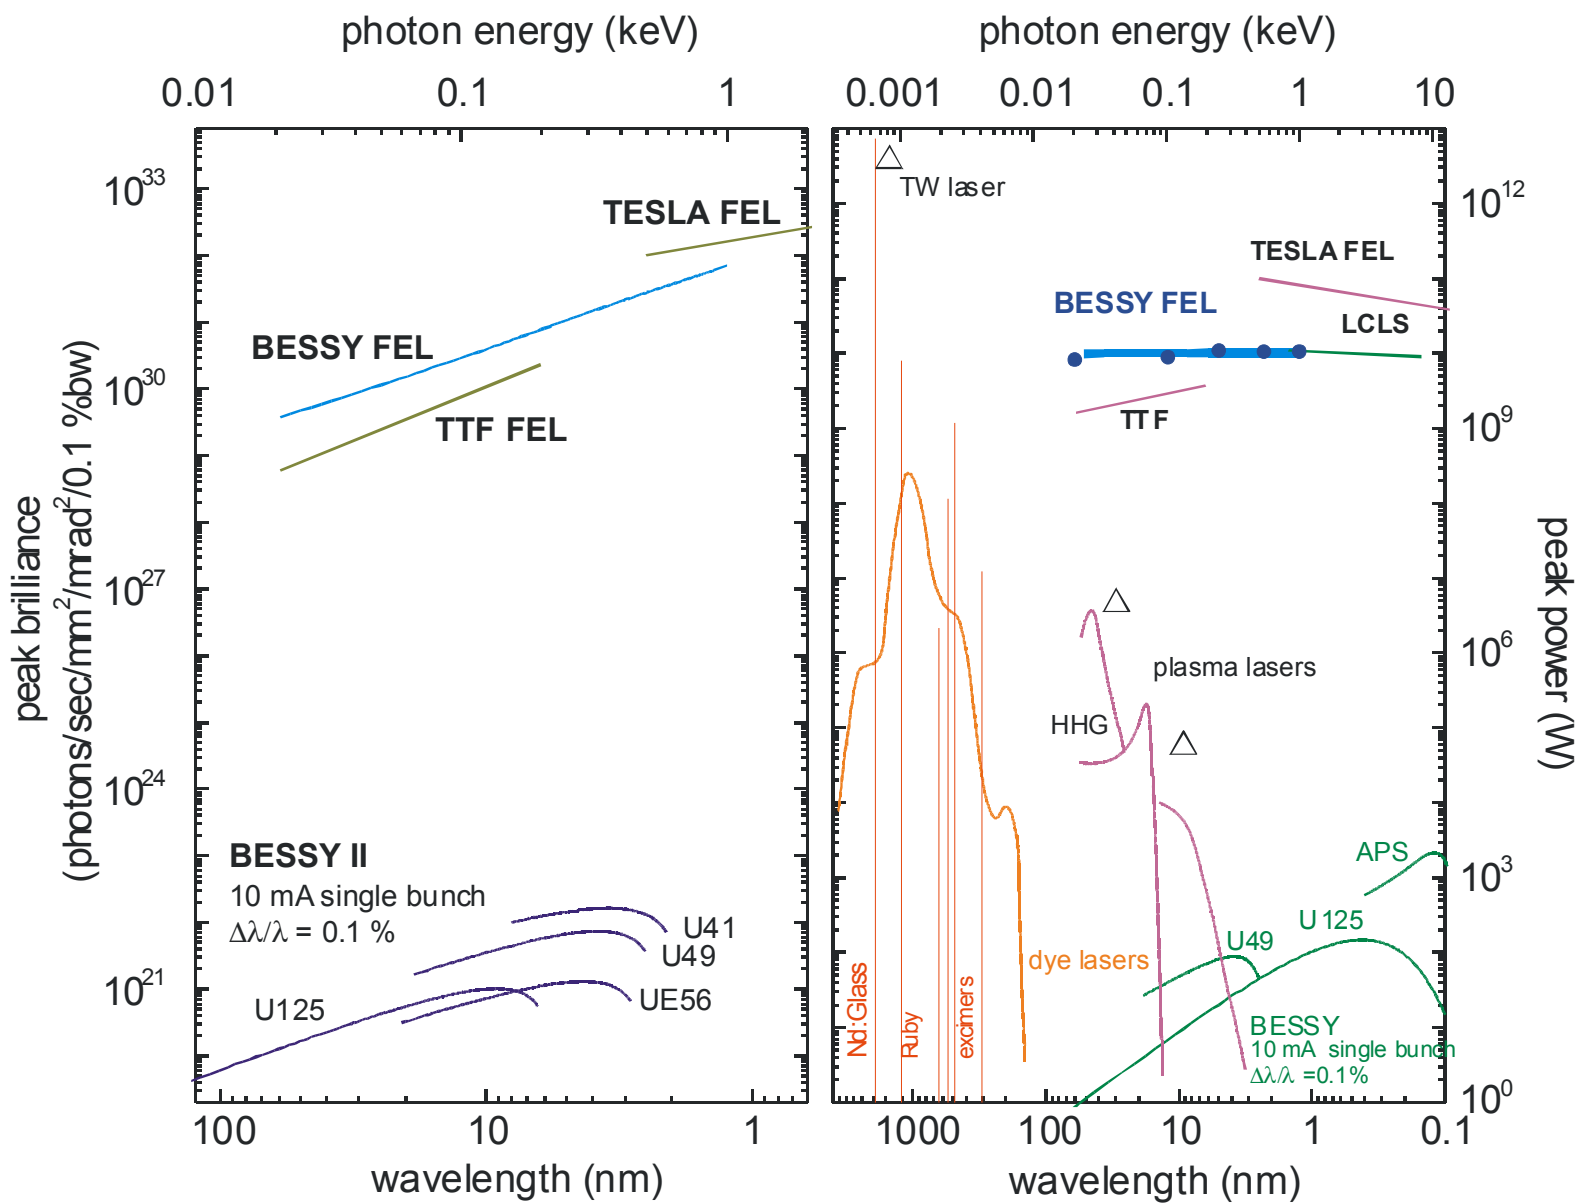 photon energy (keV)
0.01 0.1 1
10^33
10^30
10^27
10^24
10^21
peak brilliance
(photons/sec/mm²/mrad²/0.1 %bw)
TESLA FEL
BESSY FEL
TTF FEL
BESSY II
10 mA single bunch
Δλ/λ = 0.1 %
U41
U49
UE56
U125
100 10 1
wavelength (nm)
photon energy (keV)
0.001 0.01 0.1 1 10
TW laser
TESLA FEL
BESSY FEL
LCLS
TTF
plasma lasers
HHG
APS
U125
U49
dye lasers
Nd:Glass
Ruby
excimers
BESSY
10 mA single bunch
Δλ/λ =0.1%
10^12
10^9
10^6
10^3
10^0
peak power (W)
1000 100 10 1 0.1
wavelength (nm)